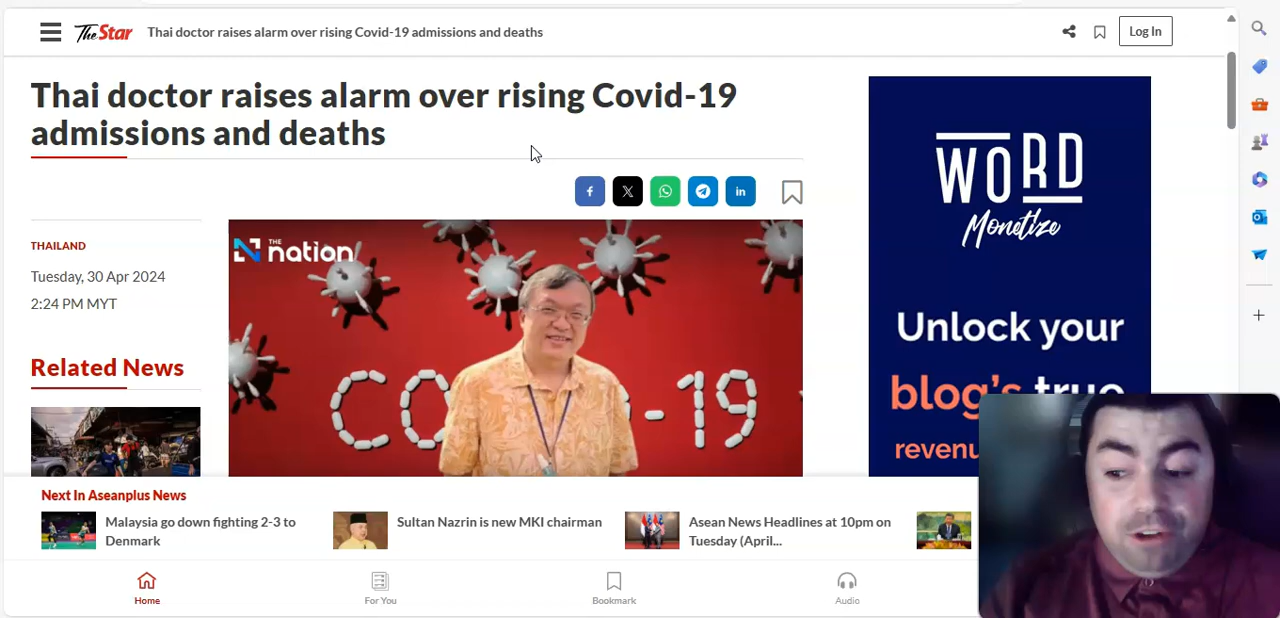 The Star
Thai doctor raises alarm over rising Covid-19 admissions and deaths
Log In
Thai doctor raises alarm over rising Covid-19
admissions and deaths
THAILAND
Tuesday, 30 Apr 2024
2:24 PM MYT
Related News
THE
nation
CO -19
WORD
Monetize
Unlock your
blog's true
revenu
Next In Aseanplus News
Malaysia go down fighting 2-3 to
Denmark
Sultan Nazrin is new MKI chairman
Asean News Headlines at 10pm on
Tuesday (April...
Home
For You
Bookmark
Audio